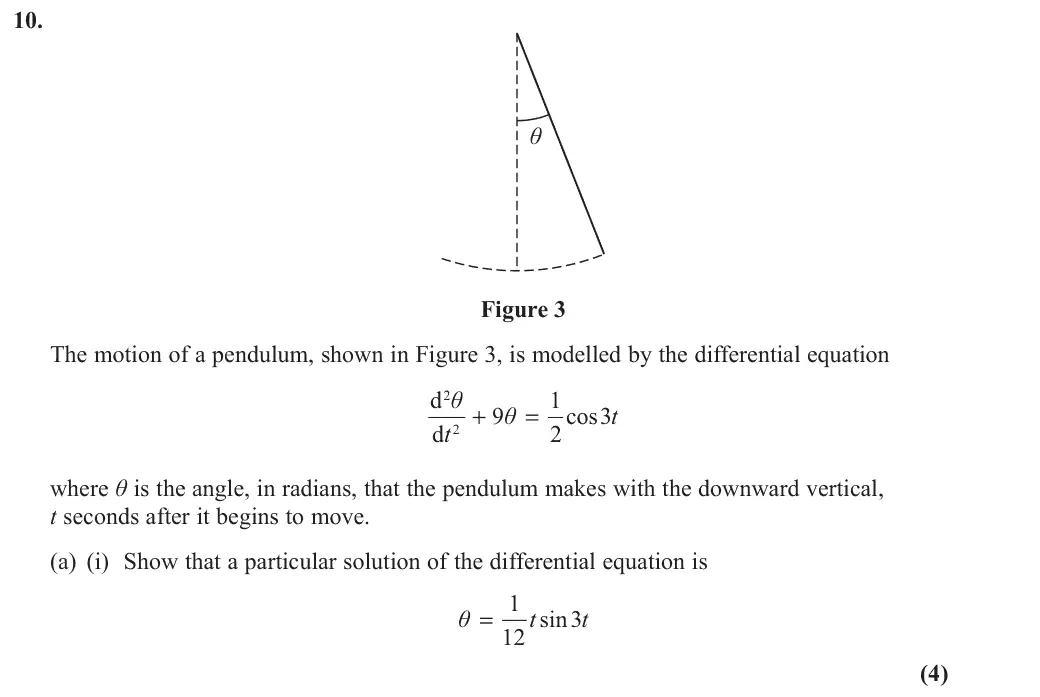 10.
θ
Figure 3
The motion of a pendulum, shown in Figure 3, is modelled by the differential equation
d²θ/dt² + 9θ = 1/2 cos 3t
where θ is the angle, in radians, that the pendulum makes with the downward vertical,
t seconds after it begins to move.
(a) (i) Show that a particular solution of the differential equation is
θ = 1/12 t sin 3t
(4)